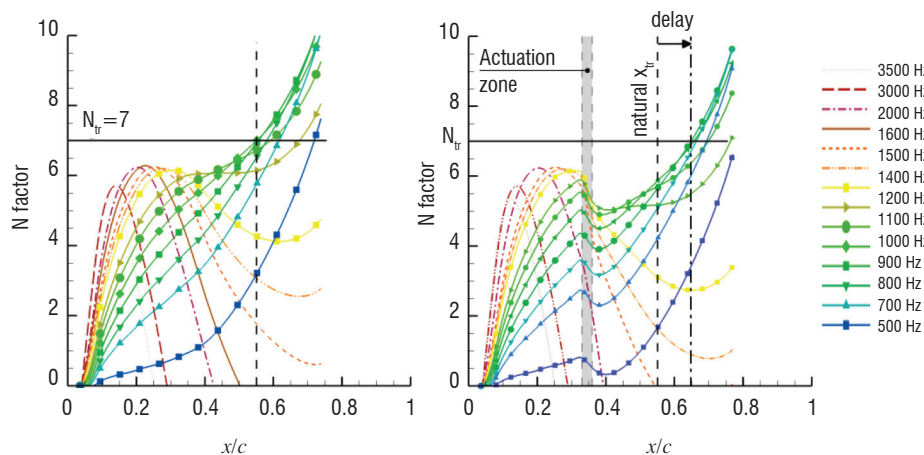 10
8
6
4
2
0
N factor
N_tr=7
0
0.2
0.4
0.6
0.8
1
x/c
10
8
N_tr
6
4
2
0
N factor
Actuation
zone
natural x_tr
delay
0
0.2
0.4
0.6
0.8
1
x/c
3500 Hz
3000 Hz
2000 Hz
1600 Hz
1500 Hz
1400 Hz
1200 Hz
1100 Hz
1000 Hz
900 Hz
800 Hz
700 Hz
500 Hz